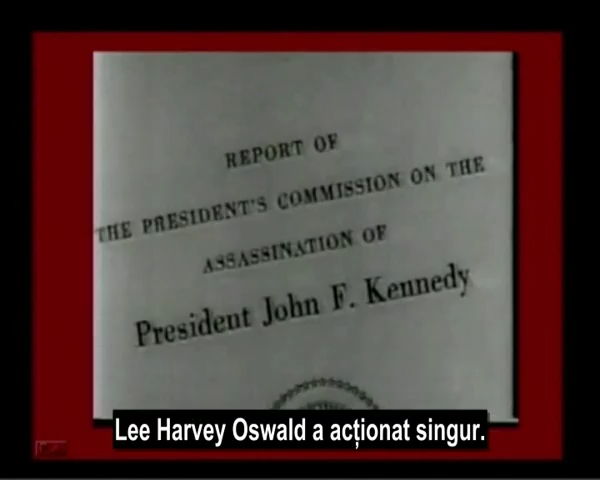 REPORT OF
THE PRESIDENT'S COMMISSION ON THE
ASSASSINATION OF
President John F. Kennedy
Lee Harvey Oswald a acționat singur.